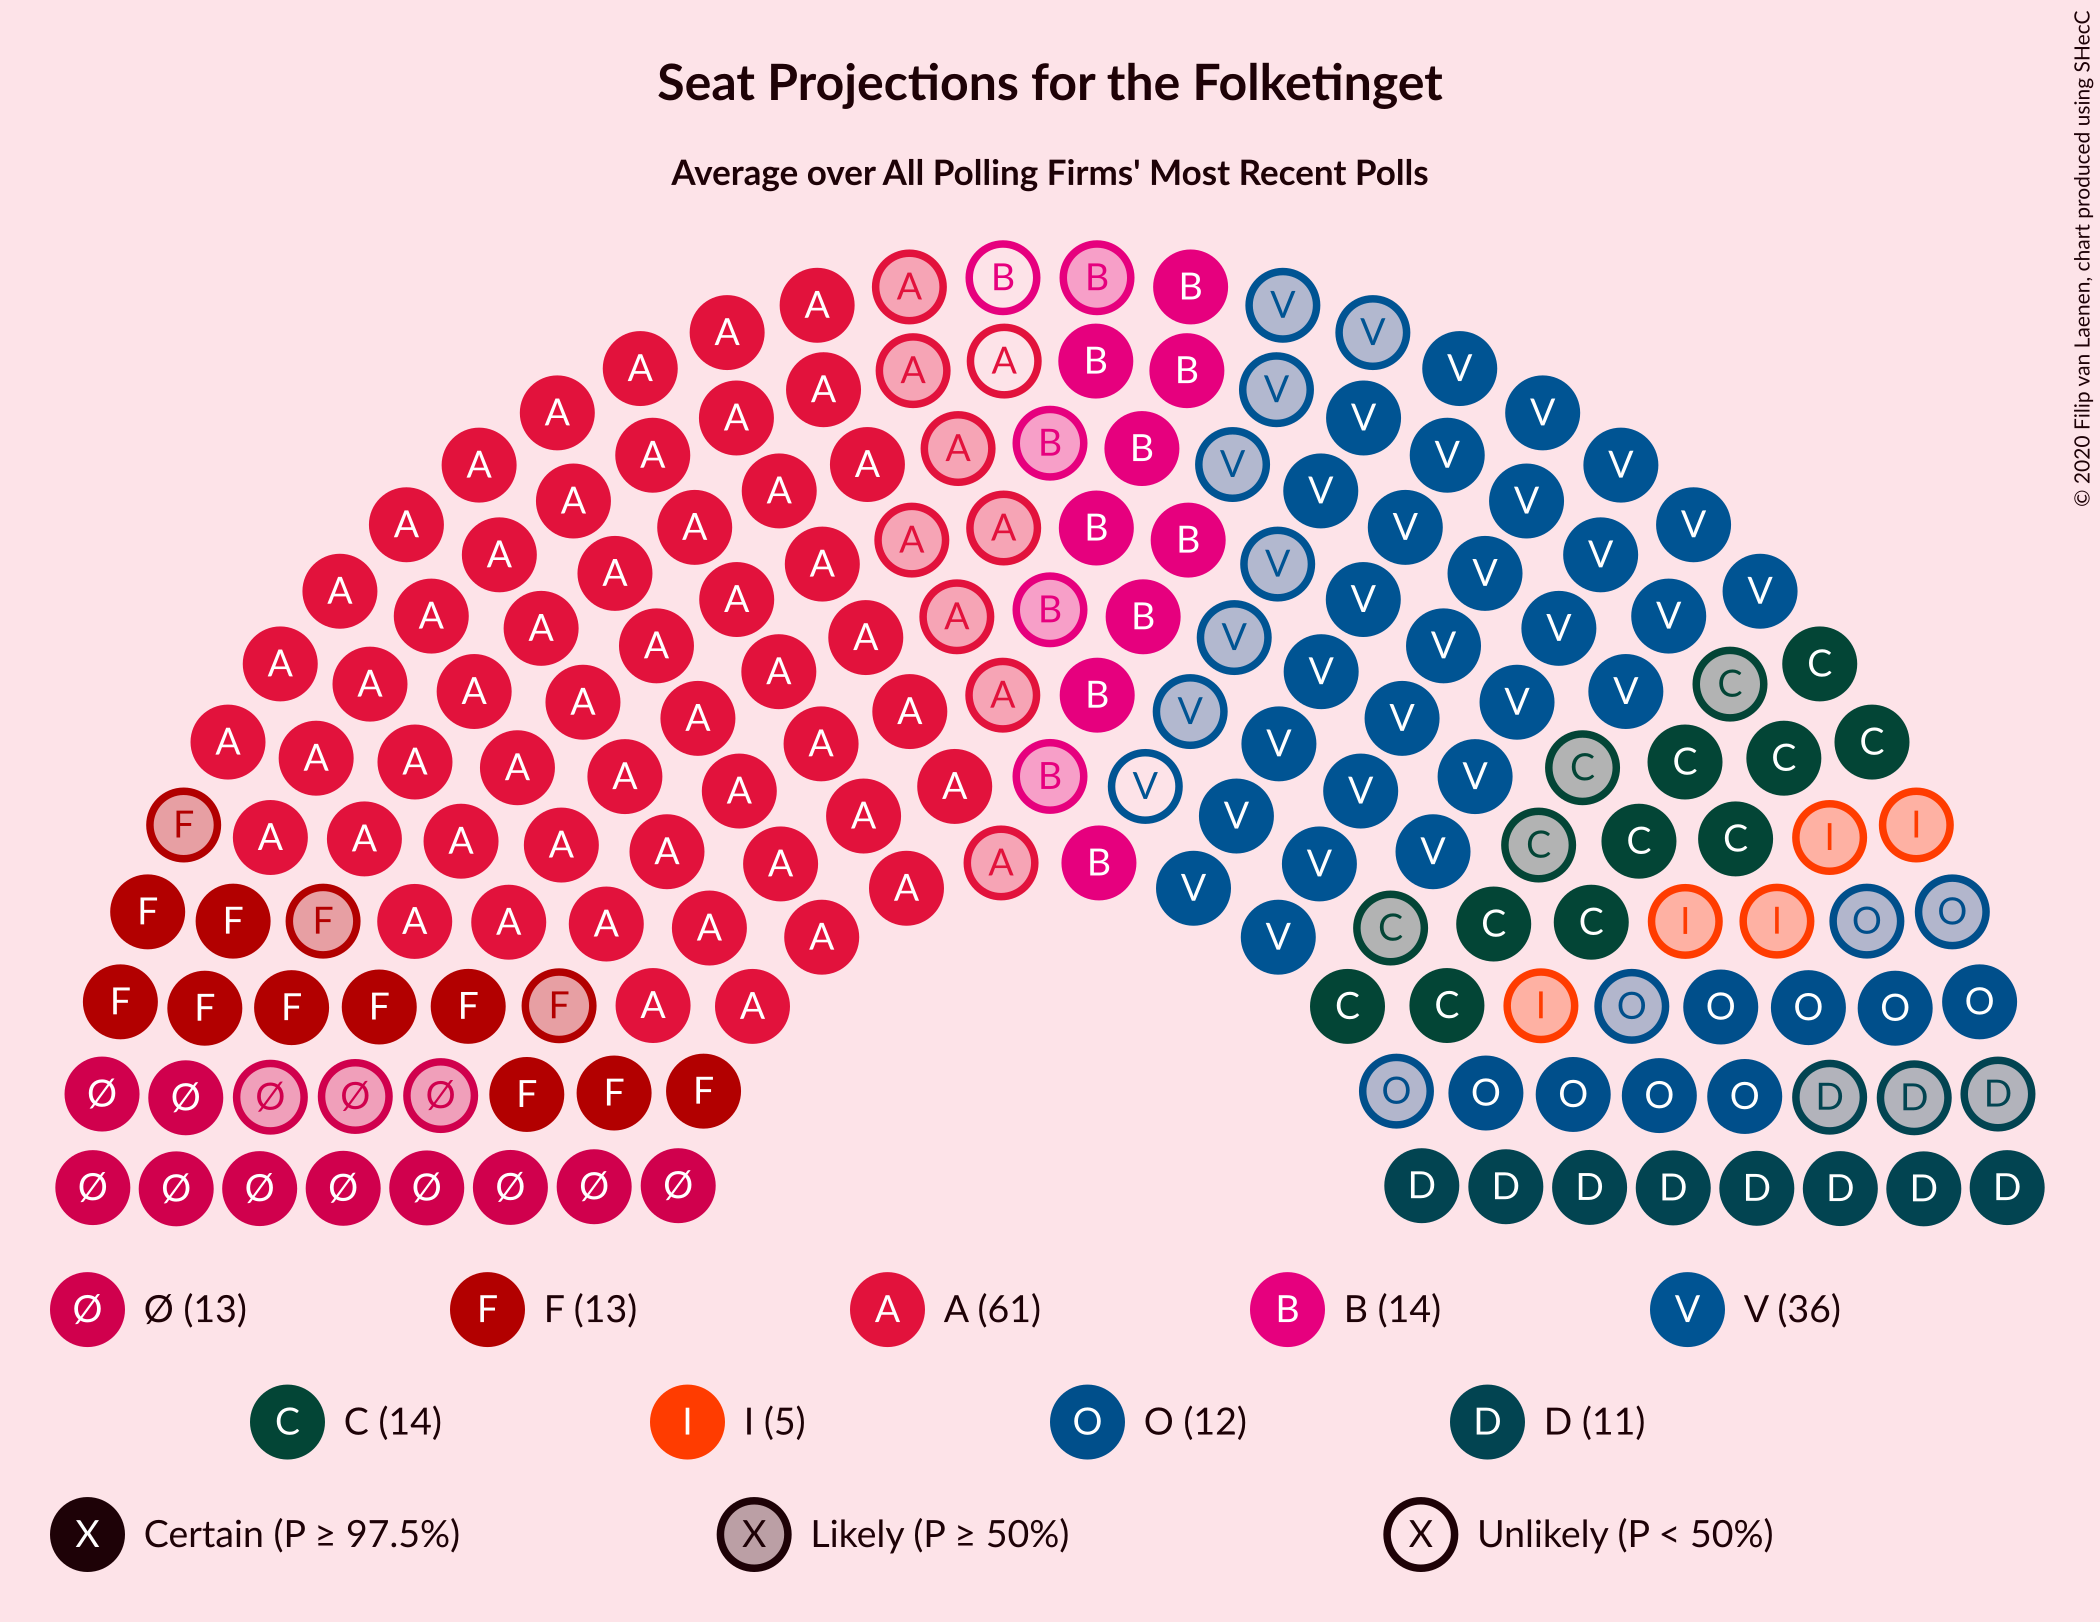 Seat Projections for the Folketinget
Average over All Polling Firms' Most Recent Polls
© 2020 Filip van Laenen, chart produced using SHecC
A B B B V V
A A A A B B V V V
A A A A B B V V V V
A A A A A B B V V V V V
A A A A A B B V V V V V
A A A A A B B V V V V V
A A A A A A B V V V V C C
A A A A A A A B V V V V C C C C
F A A A A A A A A B V V V C C C I I
F F F A A A A A V C C C I I O O
F F F F F F A A C C I O O O O O
Ø Ø Ø Ø Ø F F F O O O O O D D D
Ø Ø Ø Ø Ø Ø Ø Ø D D D D D D D D
Ø Ø (13) F F (13) A A (61) B B (14) V V (36)
C C (14) I I (5) O O (12) D D (11)
X Certain (P ≥ 97.5%) X Likely (P ≥ 50%) X Unlikely (P < 50%)